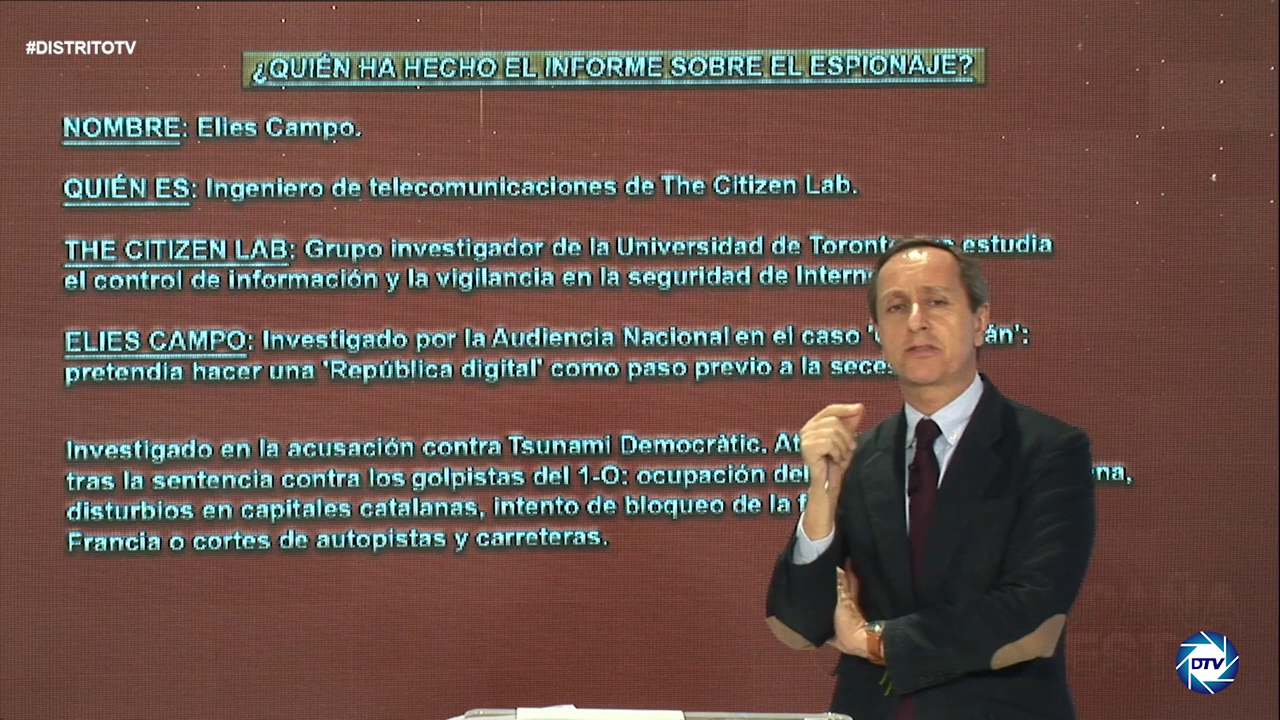 #DISTRITOTV
¿QUIÉN HA HECHO EL INFORME SOBRE EL ESPIONAJE?
NOMBRE: Elies Campo.
QUIÉN ES: Ingeniero de telecomunicaciones de The Citizen Lab.
THE CITIZEN LAB: Grupo investigador de la Universidad de Toronto estudia
el control de información y la vigilancia en la seguridad de
ELIES CAMPO: Investigado por la Audiencia Nacional en el caso
pretendia hacer una 'República digital' como paso previo a la
Investigado en la acusación contra Tsunami Democràtic.
tras la sentencia contra los golpistas del 1-O: ocupación del
disturbios en capitales catalanas, intento de bloqueo de la
Francia o cortes de autopistas y carreteras.
DTV